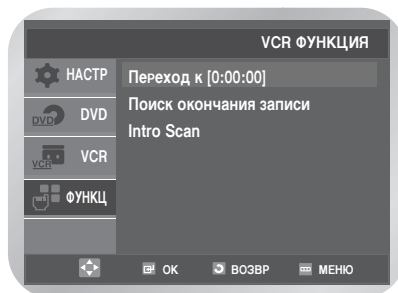 VCR ФУНКЦИЯ
НАСТР
DVD DVD
VCR VCR
ФУНКЦ
Переход к [0:00:00]
Поиск окончания записи
Intro Scan
ОК ВОЗВР МЕНЮ